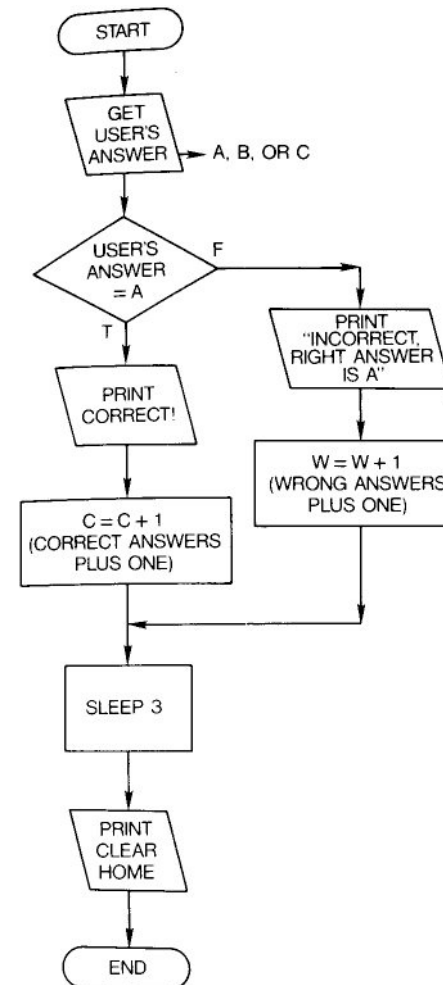 START
GET
USER'S
ANSWER
A, B, OR C
USER'S
ANSWER
= A
F
T
PRINT
"INCORRECT,
RIGHT ANSWER
IS A"
PRINT
CORRECT!
W = W + 1
(WRONG ANSWERS
PLUS ONE)
C = C + 1
(CORRECT ANSWERS
PLUS ONE)
SLEEP 3
PRINT
CLEAR
HOME
END